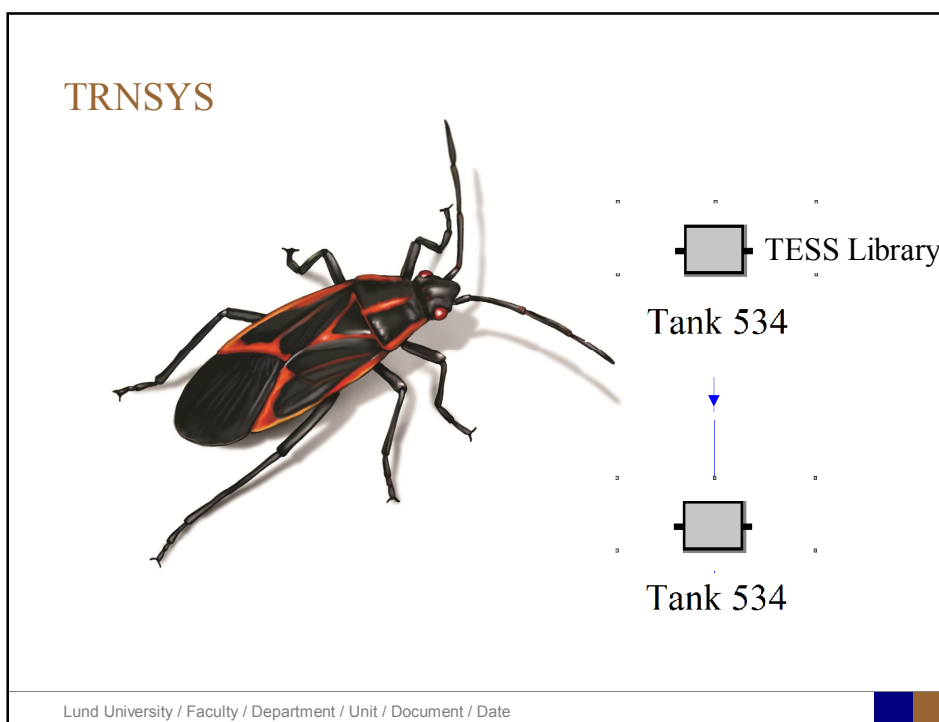 TRNSYS
TESS Library
Tank 534
Tank 534
Lund University / Faculty / Department / Unit / Document / Date